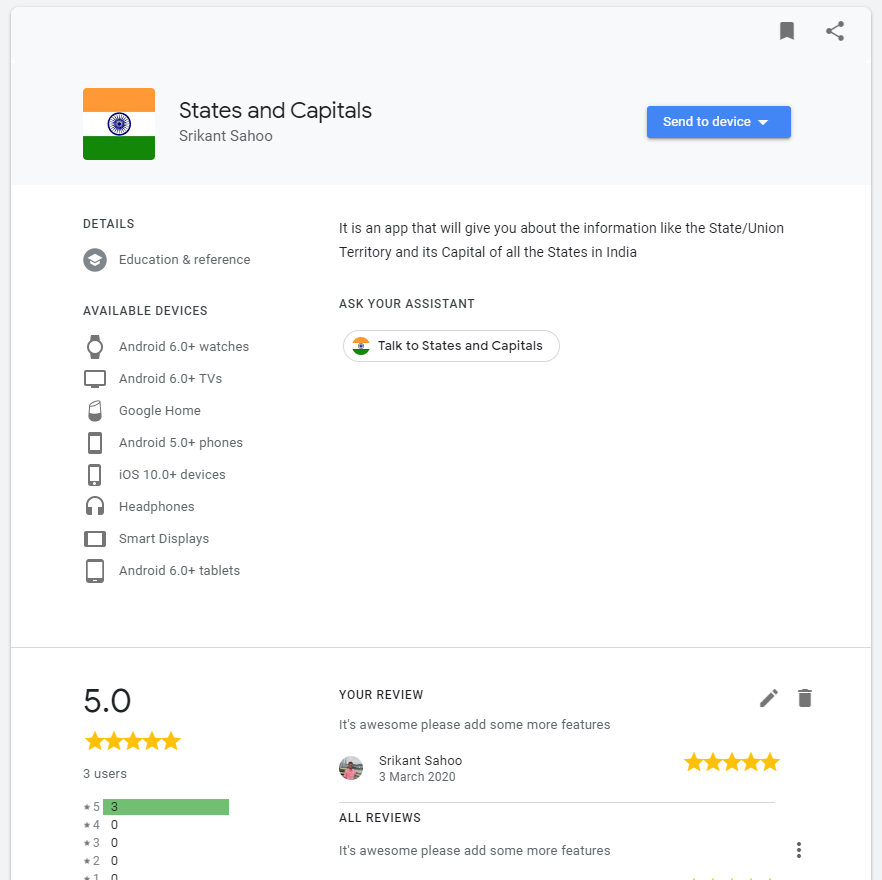 States and Capitals
Srikant Sahoo
Send to device
DETAILS
Education & reference
AVAILABLE DEVICES
Android 6.0+ watches
Android 6.0+ TVs
Google Home
Android 5.0+ phones
iOS 10.0+ devices
Headphones
Smart Displays
Android 6.0+ tablets
It is an app that will give you about the information like the State/Union
Territory and its Capital of all the States in India
ASK YOUR ASSISTANT
Talk to States and Capitals
5.0
3 users
5 3
4 0
3 0
2 0
1 0
YOUR REVIEW
It's awesome please add some more features
Srikant Sahoo
3 March 2020
ALL REVIEWS
It's awesome please add some more features